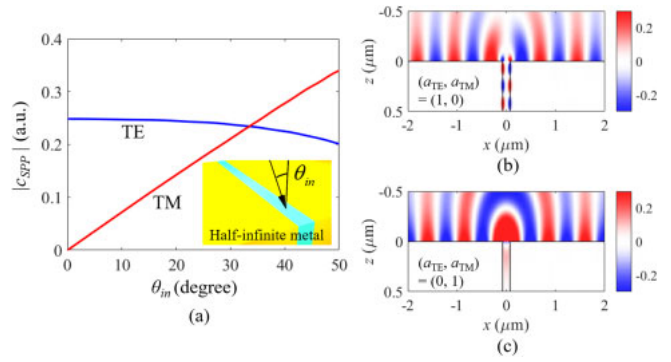 0.4
0.3
0.2
0.1
0
|c_SPP| (a.u.)
TE
TM
θ_in
Half-infinite metal
0 10 20 30 40 50
θ_in (degree)
(a)
-0.5
0
0.5
z (μm)
(a_TE, a_TM)
= (1, 0)
-2 -1 0 1 2
x (μm)
0.2
0
-0.2
(b)
-0.5
0
0.5
z (μm)
(a_TE, a_TM)
= (0, 1)
-2 -1 0 1 2
x (μm)
0.2
0
-0.2
(c)